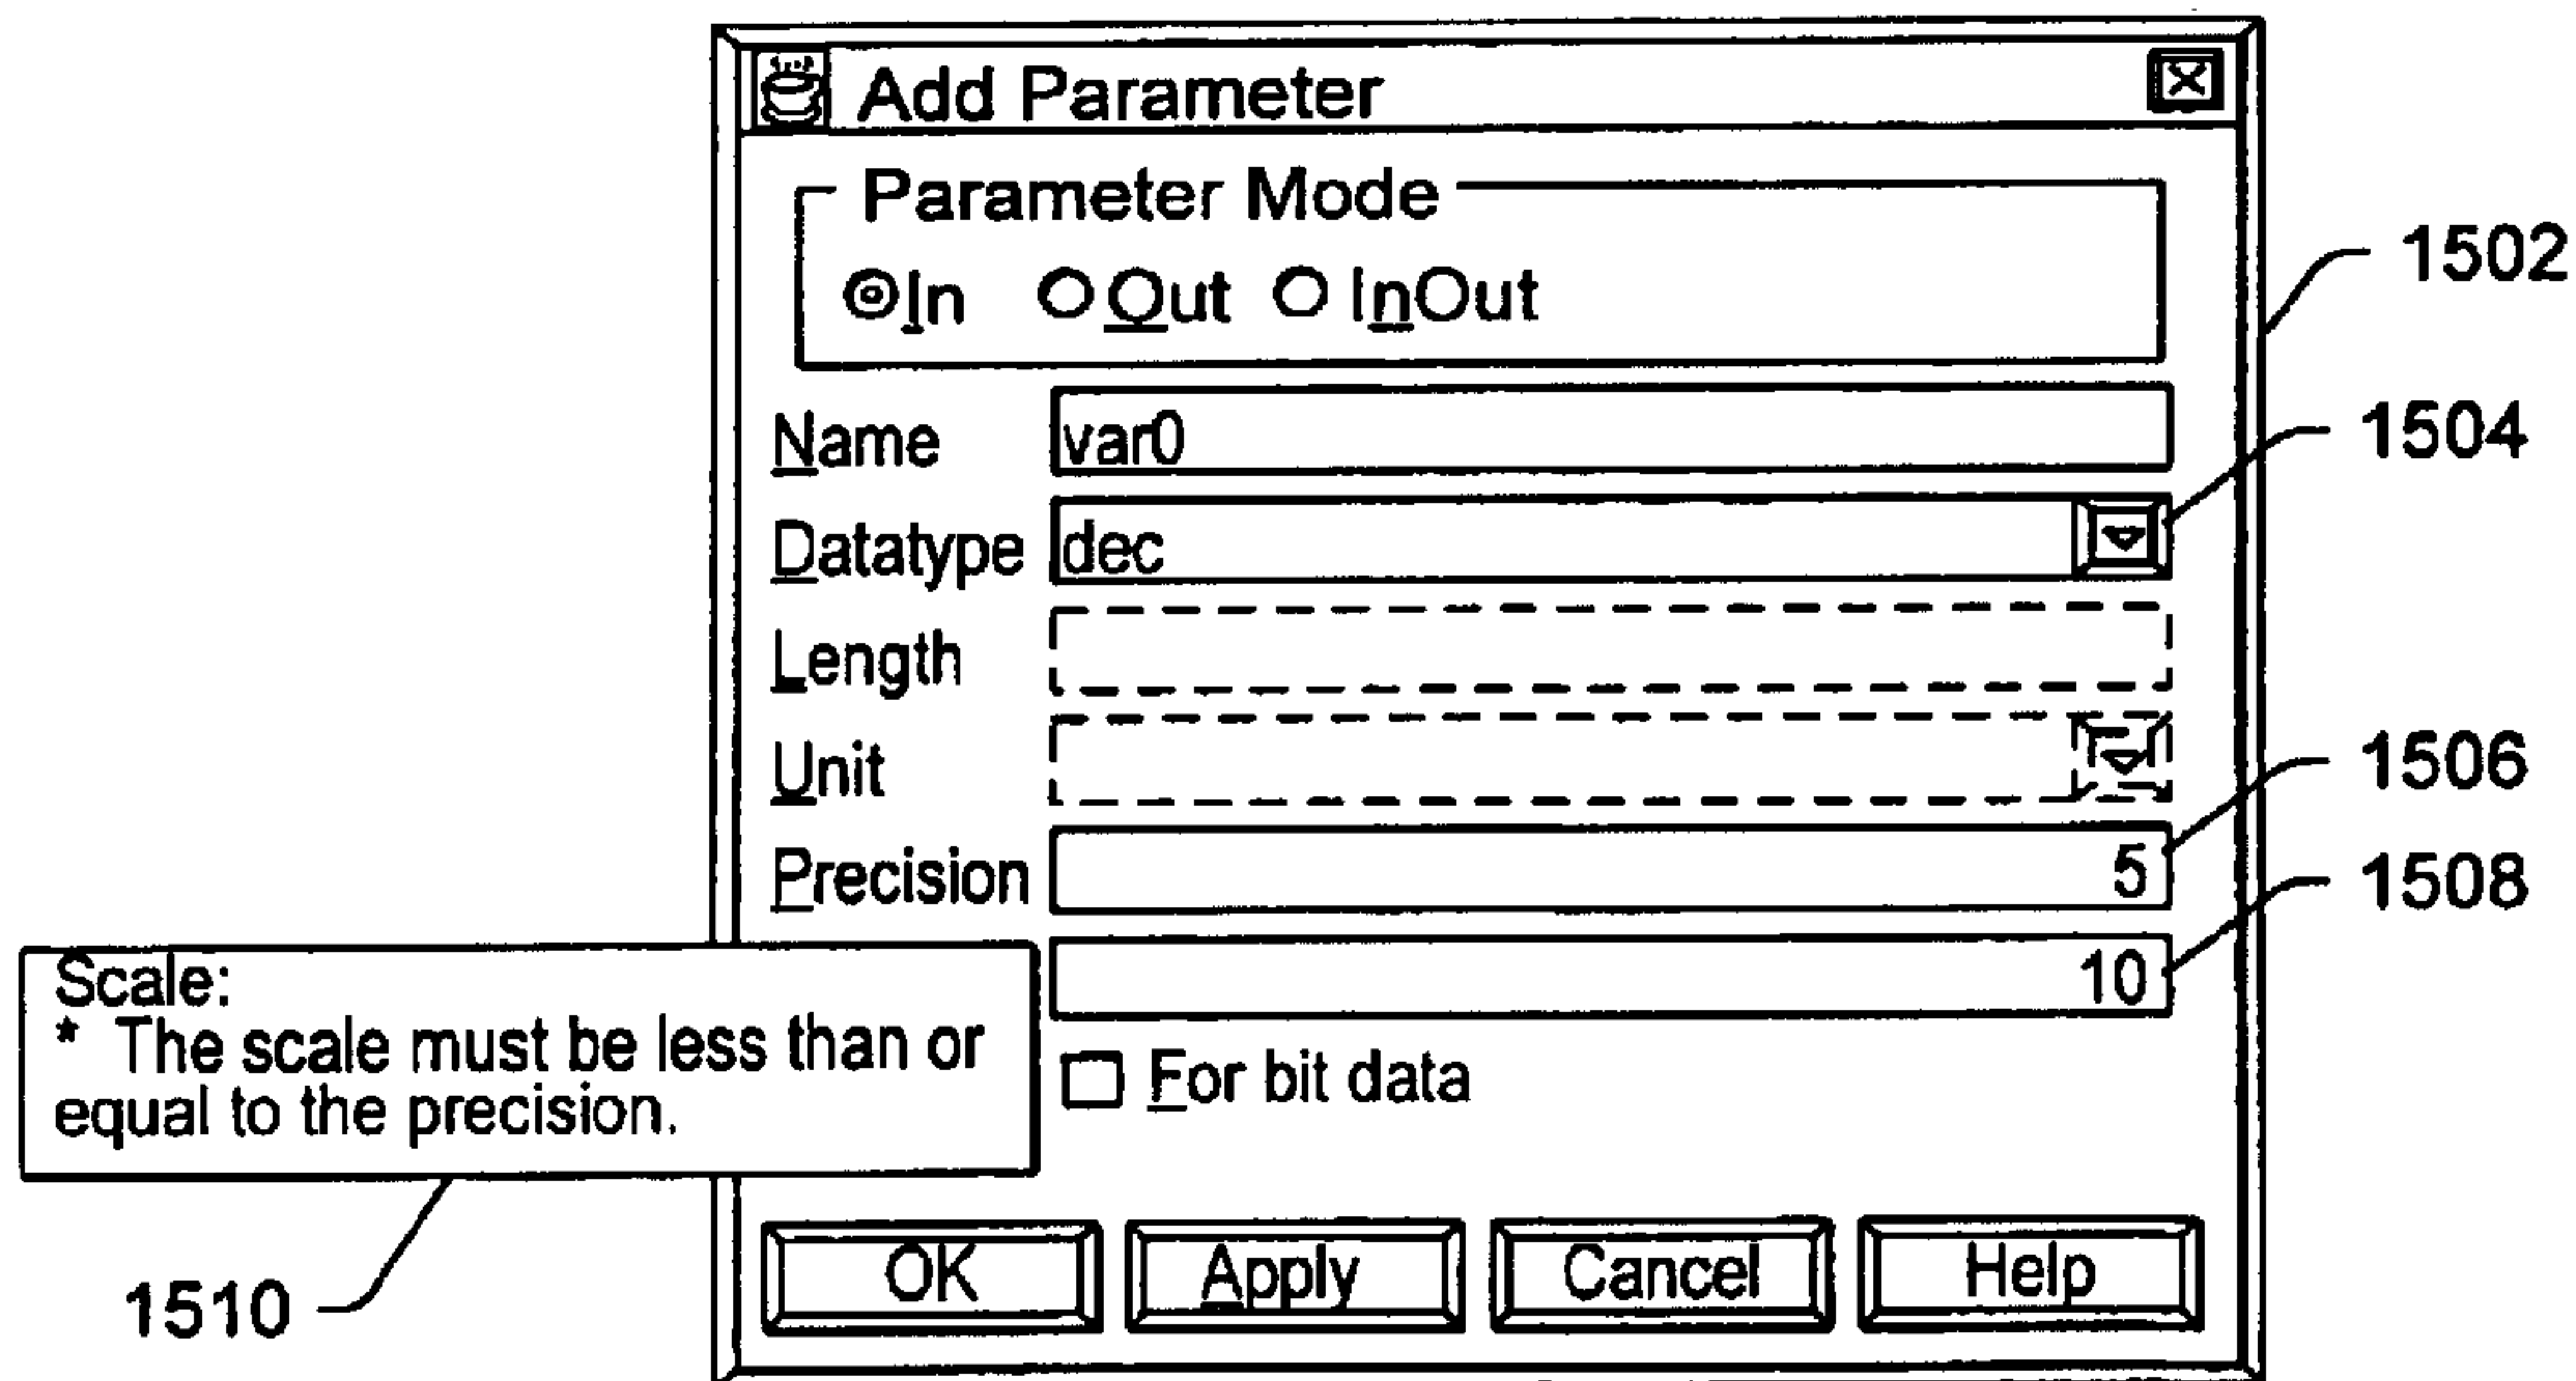 Add Parameter
Parameter Mode
In Out InOut
1502
Name var0
1504
Datatype dec
Length
Unit
1506
Precision 5
1508
10
Scale:
* The scale must be less than or
equal to the precision.
For bit data
OK Apply Cancel Help
1510